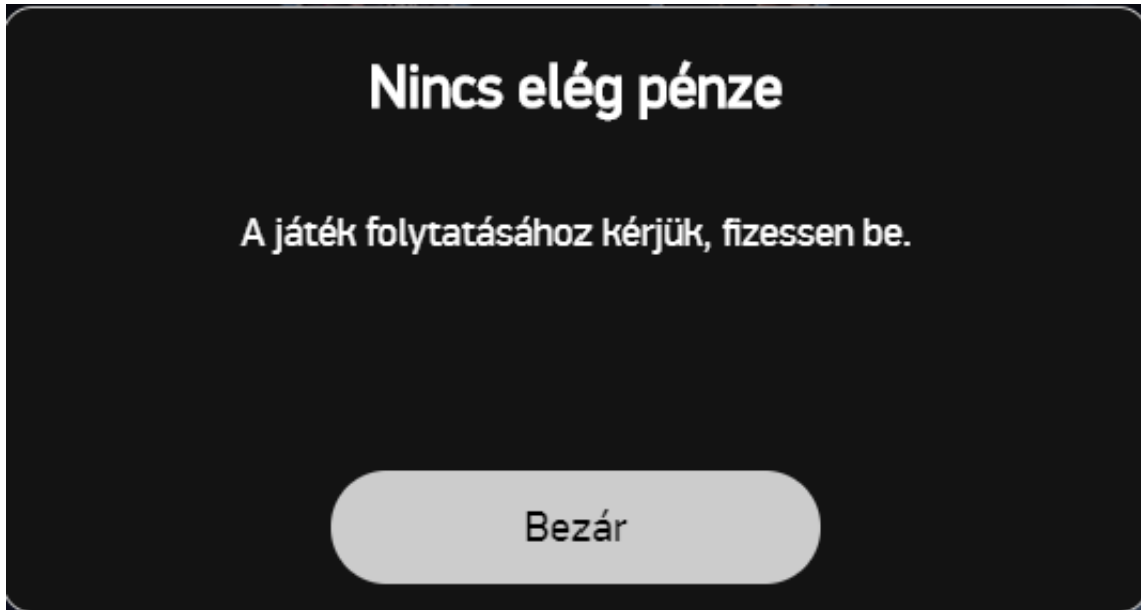 Nincs elég pénze
A játék folytatásához kérjük, fizessen be.
Bezár